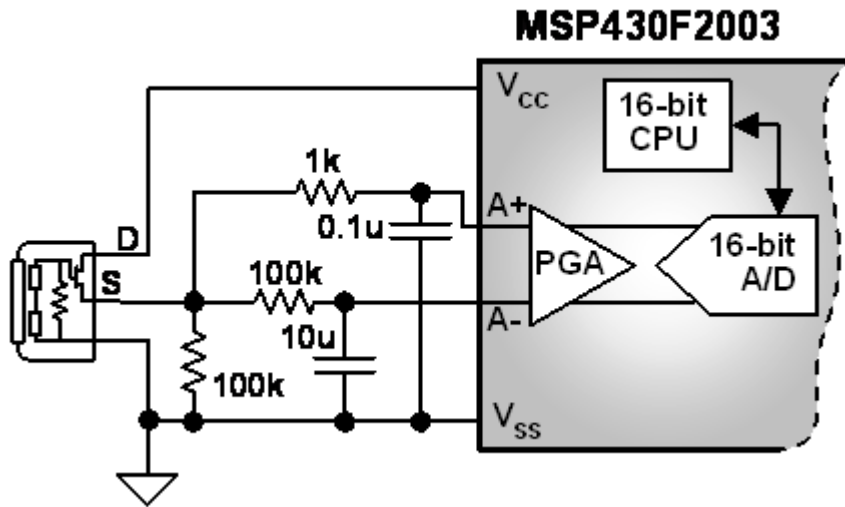 MSP430F2003
VCC
16-bit
CPU
1k
A+
0.1u
D
PGA
16-bit
A/D
S
100k
A-
10u
100k
VSS